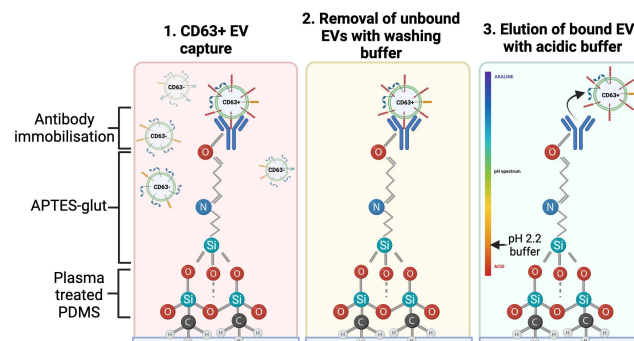 1. CD63+ EV
capture
2. Removal of unbound
EVs with washing
buffer
3. Elution of bound EV
with acidic buffer
Antibody
immobilisation
APTES-glut
Plasma
treated
PDMS
CD63-
CD63+
CD63-
CD63-
CD63-
O
N
Si
O
O
O
Si
Si
O
O
O
C
C
H
H
H
H
CD63+
O
N
Si
O
O
O
Si
Si
O
O
O
C
C
H
H
H
H
AKALINE
pH spectrum
pH 2.2
buffer
ACID
CD63+
O
N
Si
O
O
O
Si
Si
O
O
O
C
C
H
H
H
H